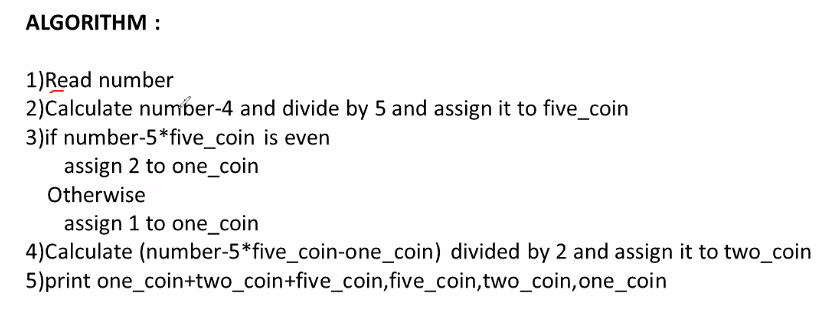 ALGORITHM :
1)Read number
2)Calculate number-4 and divide by 5 and assign it to five_coin
3)if number-5*five_coin is even
assign 2 to one_coin
Otherwise
assign 1 to one_coin
4)Calculate (number-5*five_coin-one_coin) divided by 2 and assign it to two_coin
5)print one_coin+two_coin+five_coin,five_coin,two_coin,one_coin